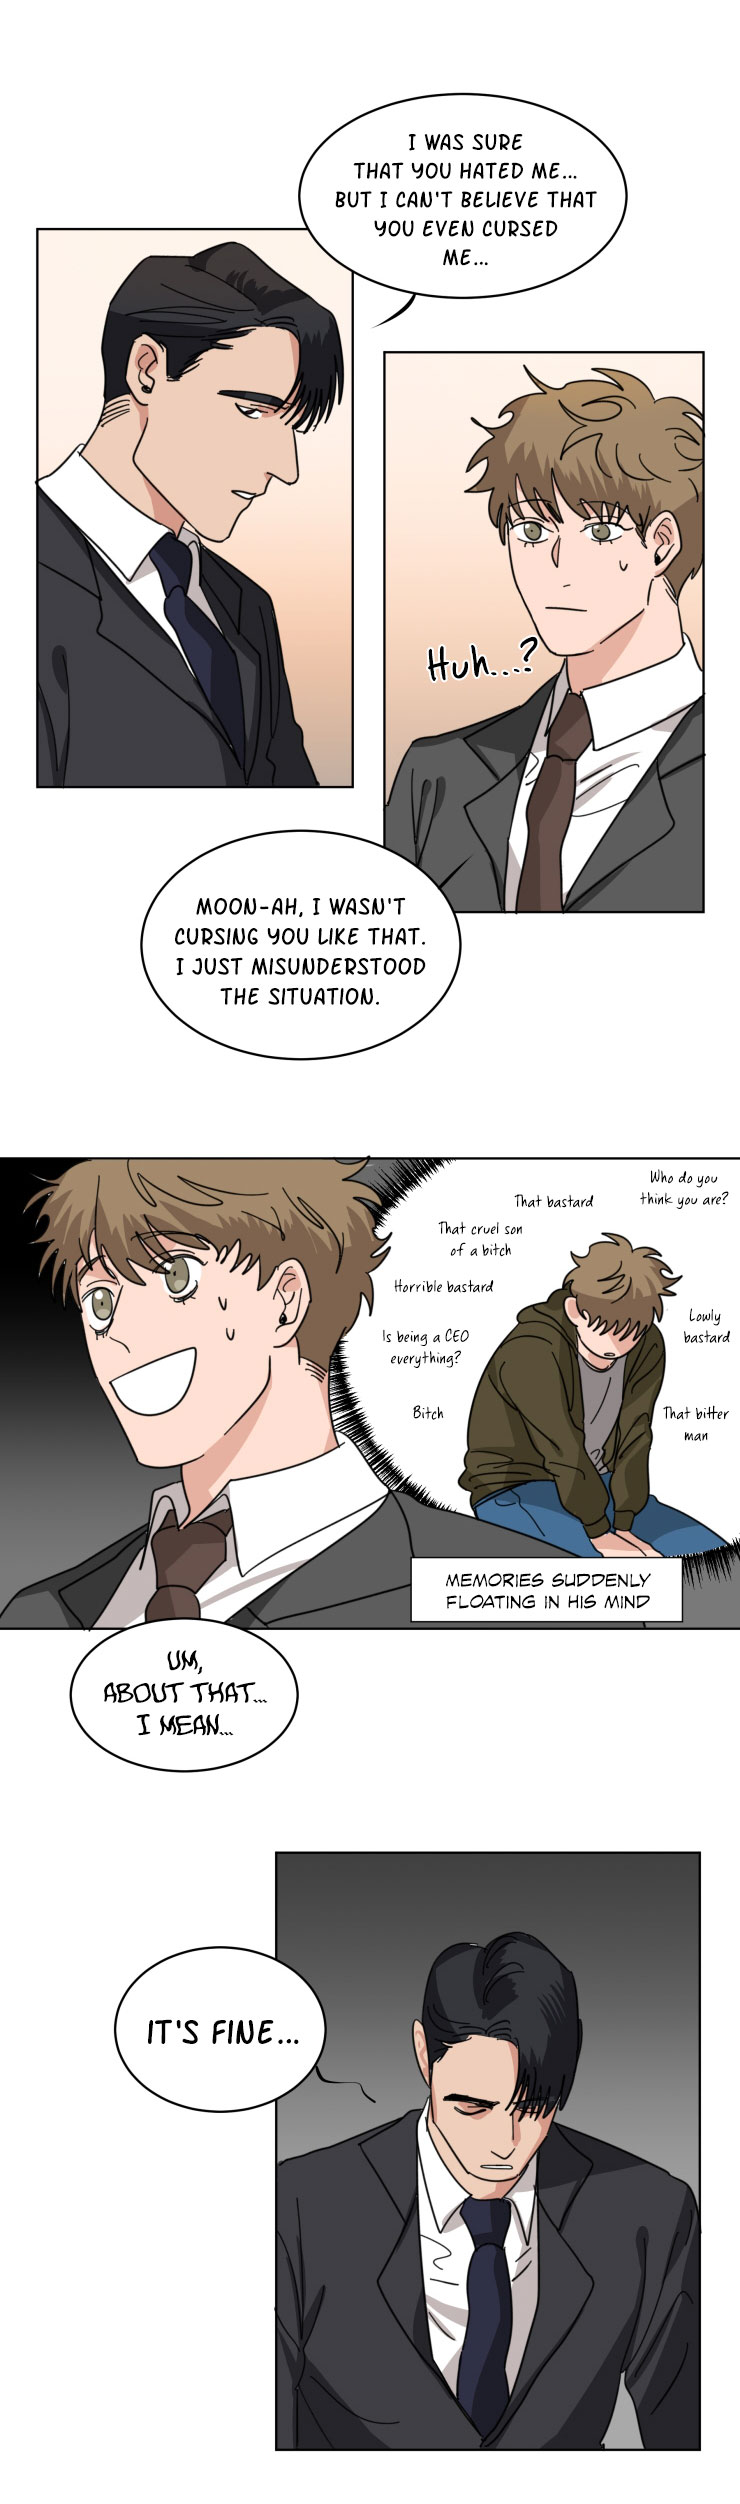 I WAS SURE
THAT YOU HATED ME...
BUT I CAN'T BELIEVE THAT
YOU EVEN CURSED
ME...
Huh...?
MOON-AH, I WASN'T
CURSING YOU LIKE THAT.
I JUST MISUNDERSTOOD
THE SITUATION.
Who do you
think you are?
That bastard
That cruel son
of a bitch
Horrible bastard
Lowly
bastard
Is being a CEO
everything?
Bitch
That bitter
man
MEMORIES SUDDENLY
FLOATING IN HIS MIND
UM,
ABOUT THAT...
I MEAN...
IT'S FINE...